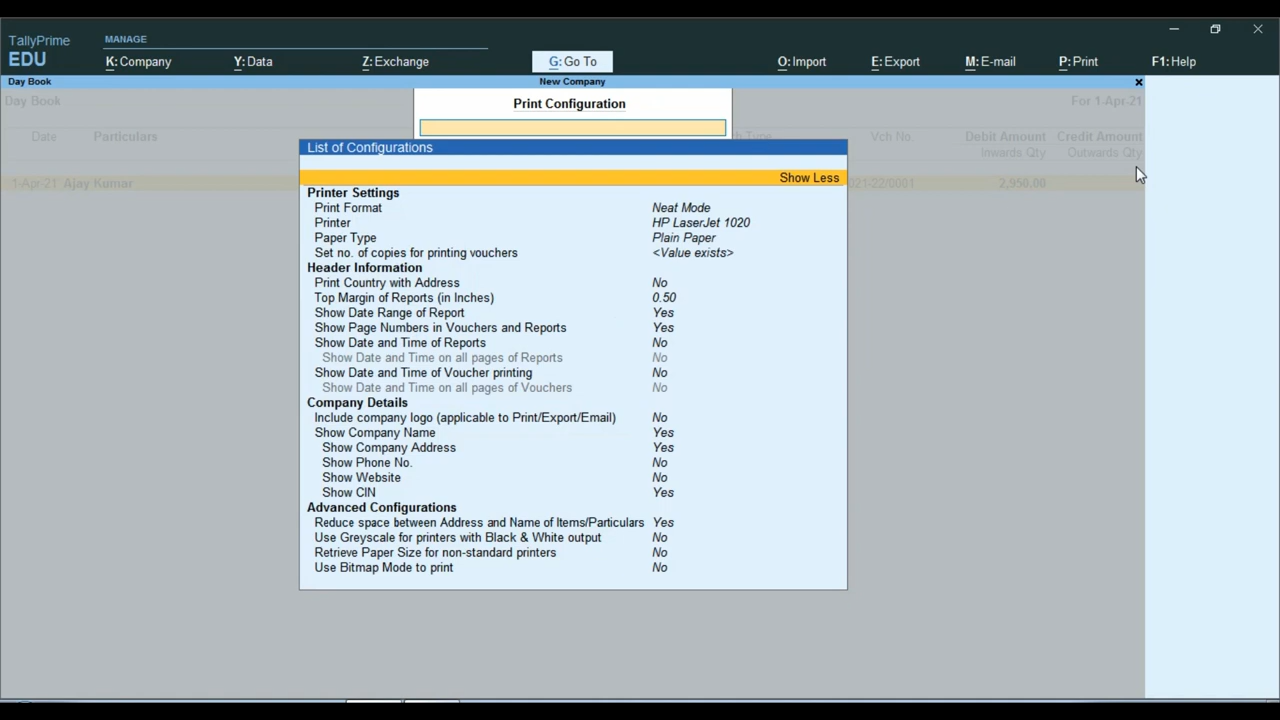 TallyPrime
EDU
MANAGE
K: Company
Y: Data
Z: Exchange
G: Go To
O: Import
E: Export
M: E-mail
P: Print
F1: Help
Day Book
New Company
×
Day Book
For 1-Apr-21
Print Configuration
Date
Particulars
Vch No.
Debit Amount
Credit Amount
Inwards Qty
Outwards Qty
List of Configurations
Show Less
1-Apr-21 Ajay Kumar
021-22/0001
2,950.00
Printer Settings
Print Format Neat Mode
Printer HP LaserJet 1020
Paper Type Plain Paper
Set no. of copies for printing vouchers <Value exists>
Header Information
Print Country with Address No
Top Margin of Reports (in Inches) 0.50
Show Date Range of Report Yes
Show Page Numbers in Vouchers and Reports Yes
Show Date and Time of Reports No
Show Date and Time on all pages of Reports No
Show Date and Time of Voucher printing No
Show Date and Time on all pages of Vouchers No
Company Details
Include company logo (applicable to Print/Export/Email) No
Show Company Name Yes
Show Company Address Yes
Show Phone No. No
Show Website No
Show CIN Yes
Advanced Configurations
Reduce space between Address and Name of Items/Particulars Yes
Use Greyscale for printers with Black & White output No
Retrieve Paper Size for non-standard printers No
Use Bitmap Mode to print No